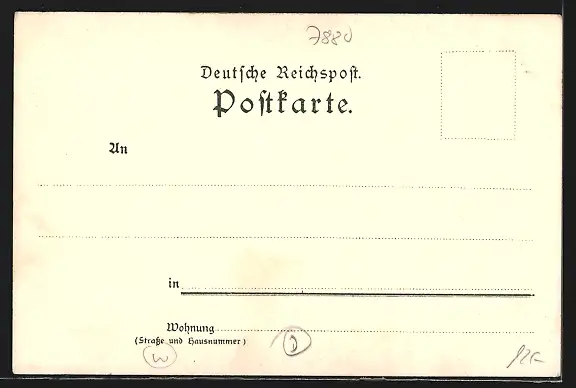 7880
Deutsche Reichspost.
Postkarte.
An
in
Wohnung
(Straße und Hausnummer)
W
D